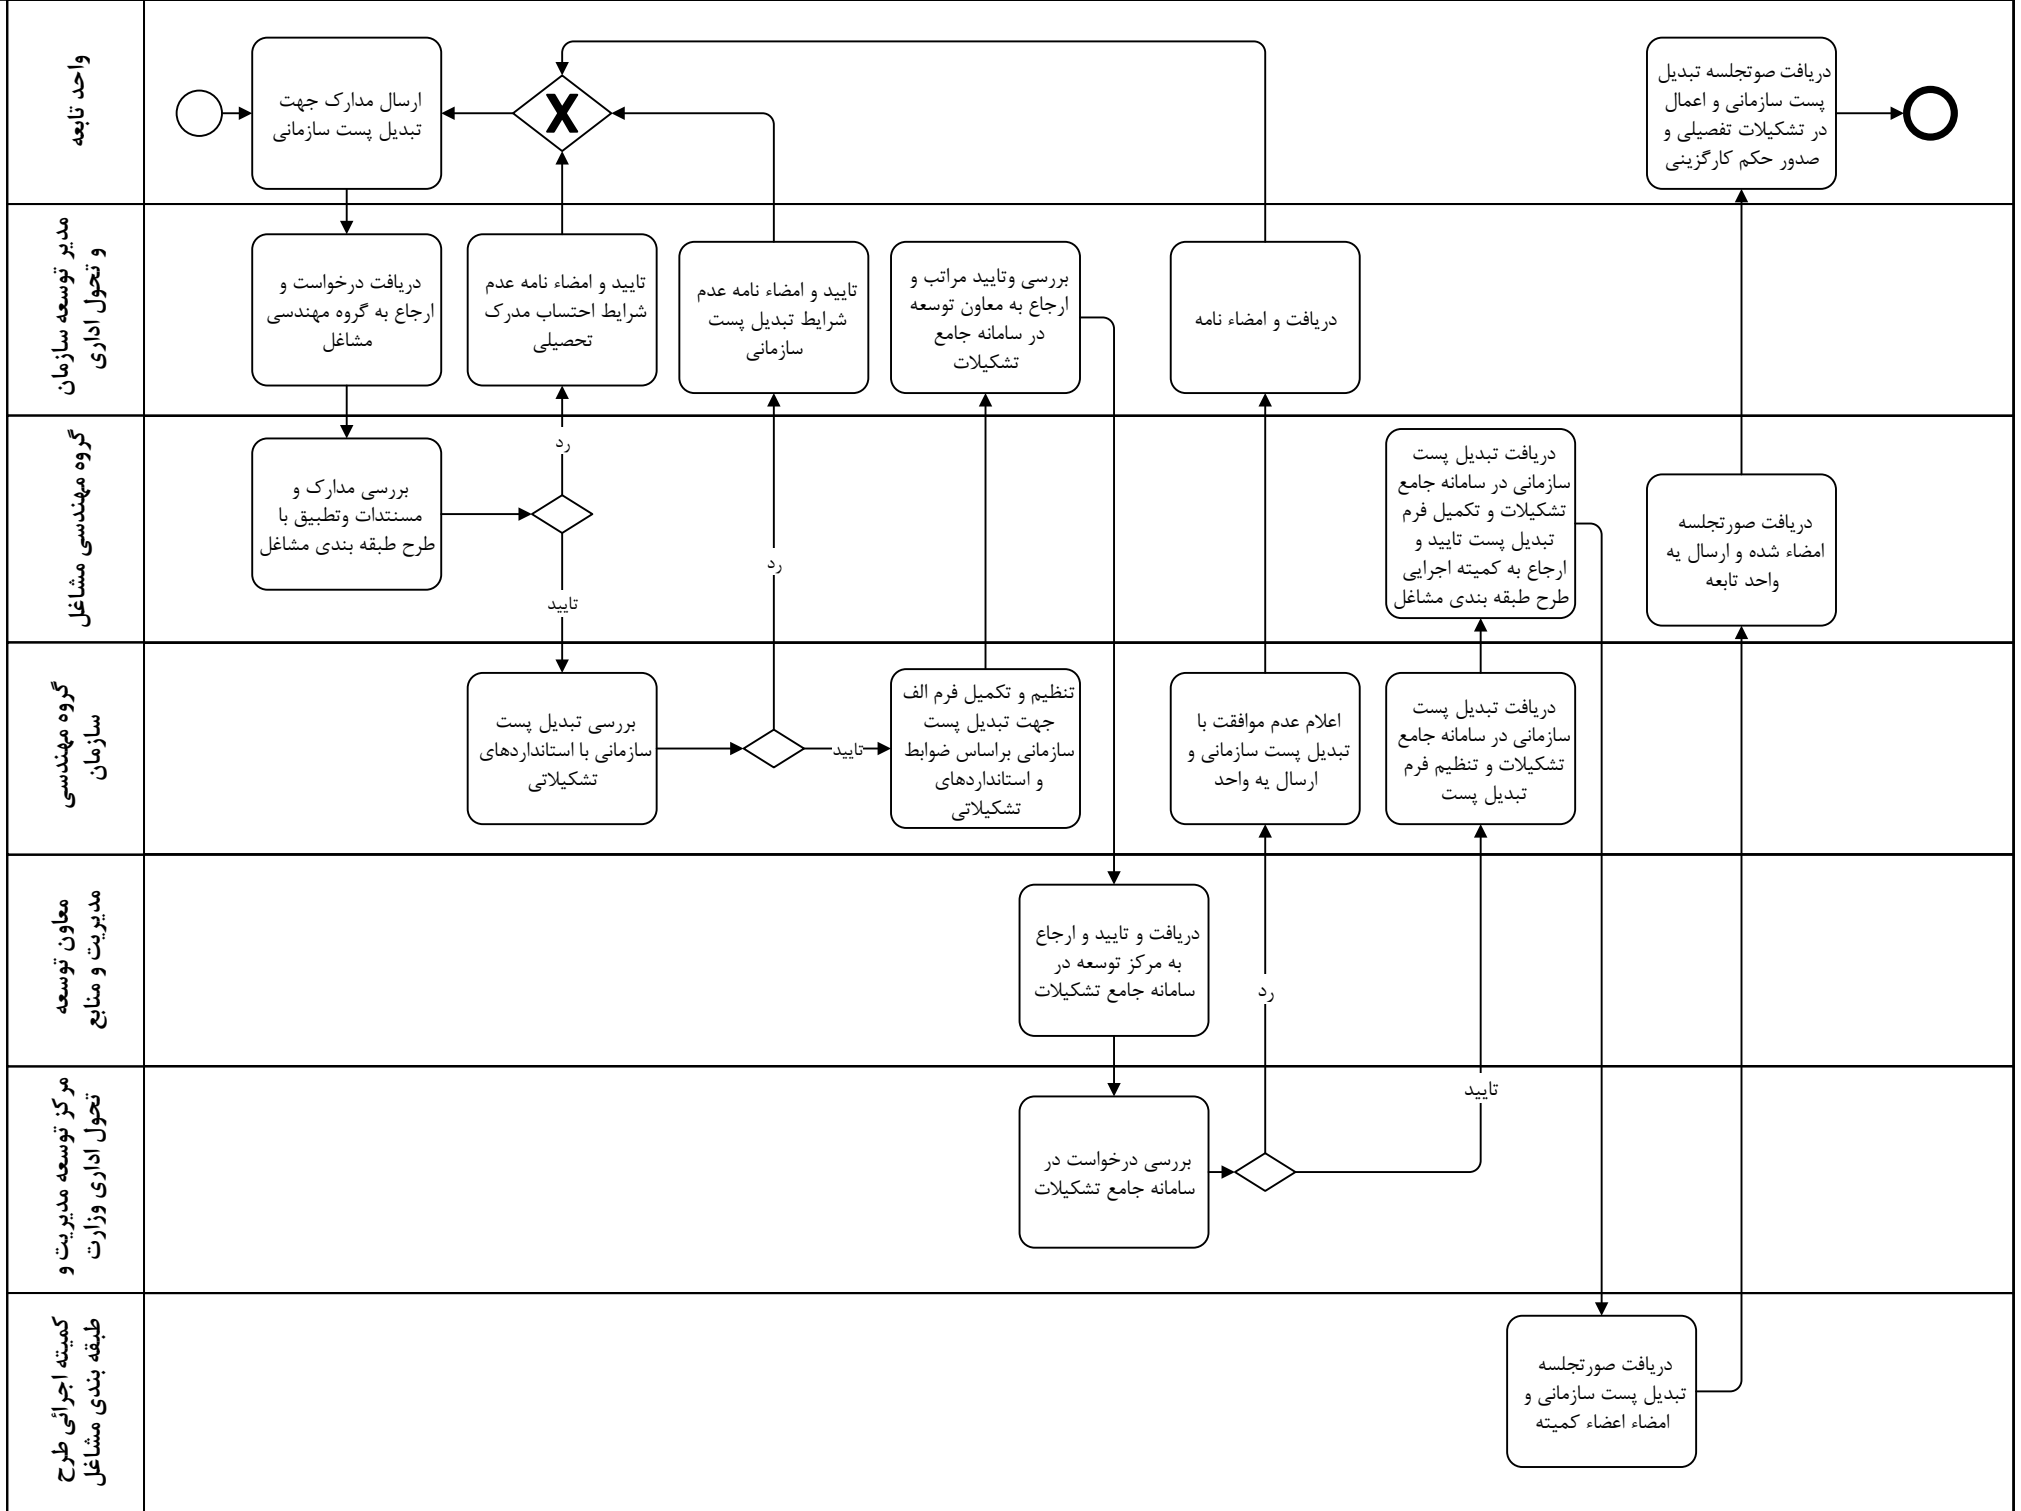 واحد تابعه
ارسال مدارک جهت
تبدیل پست سازمانی
X
دریافت صوتجلسه تبدیل
پست سازمانی و اعمال
در تشکیلات تفصیلی و
صدور حکم کارگزینی
مدیر توسعه سازمان
و تحول اداری
دریافت درخواست و
ارجاع به گروه مهندسی
مشاغل
تایید و امضاء نامه عدم
شرایط احتساب مدرک
تحصیلی
تایید و امضاء نامه عدم
شرایط تبدیل پست
سازمانی
بررسی وتایید مراتب و
ارجاع به معاون توسعه
در سامانه جامع
تشکیلات
دریافت و امضاء نامه
گروه مهندسی مشاغل
بررسی مدارک و
مستندات وتطبیق با
طرح طبقه بندی مشاغل
رد
تایید
رد
دریافت تبدیل پست
سازمانی در سامانه جامع
تشکیلات و تکمیل فرم
تبدیل پست تایید و
ارجاع به کمیته اجرایی
طرح طبقه بندی مشاغل
دریافت صورتجلسه
امضاء شده و ارسال یه
واحد تابعه
گروه مهندسی
سازمان
بررسی تبدیل پست
سازمانی با استانداردهای
تشکیلاتی
تایید
تنظیم و تکمیل فرم الف
جهت تبدیل پست
سازمانی براساس ضوابط
و استانداردهای
تشکیلاتی
اعلام عدم موافقت با
تبدیل پست سازمانی و
ارسال یه واحد
دریافت تبدیل پست
سازمانی در سامانه جامع
تشکیلات و تنظیم فرم
تبدیل پست
معاون توسعه
مدیریت و منابع
دریافت و تایید و ارجاع
به مرکز توسعه در
سامانه جامع تشکیلات
رد
مرکز توسعه مدیریت و
تحول اداری وزارت
بررسی درخواست در
سامانه جامع تشکیلات
تایید
کمیته اجرائی طرح
طبقه بندی مشاغل
دریافت صورتجلسه
تبدیل پست سازمانی و
امضاء اعضاء کمیته